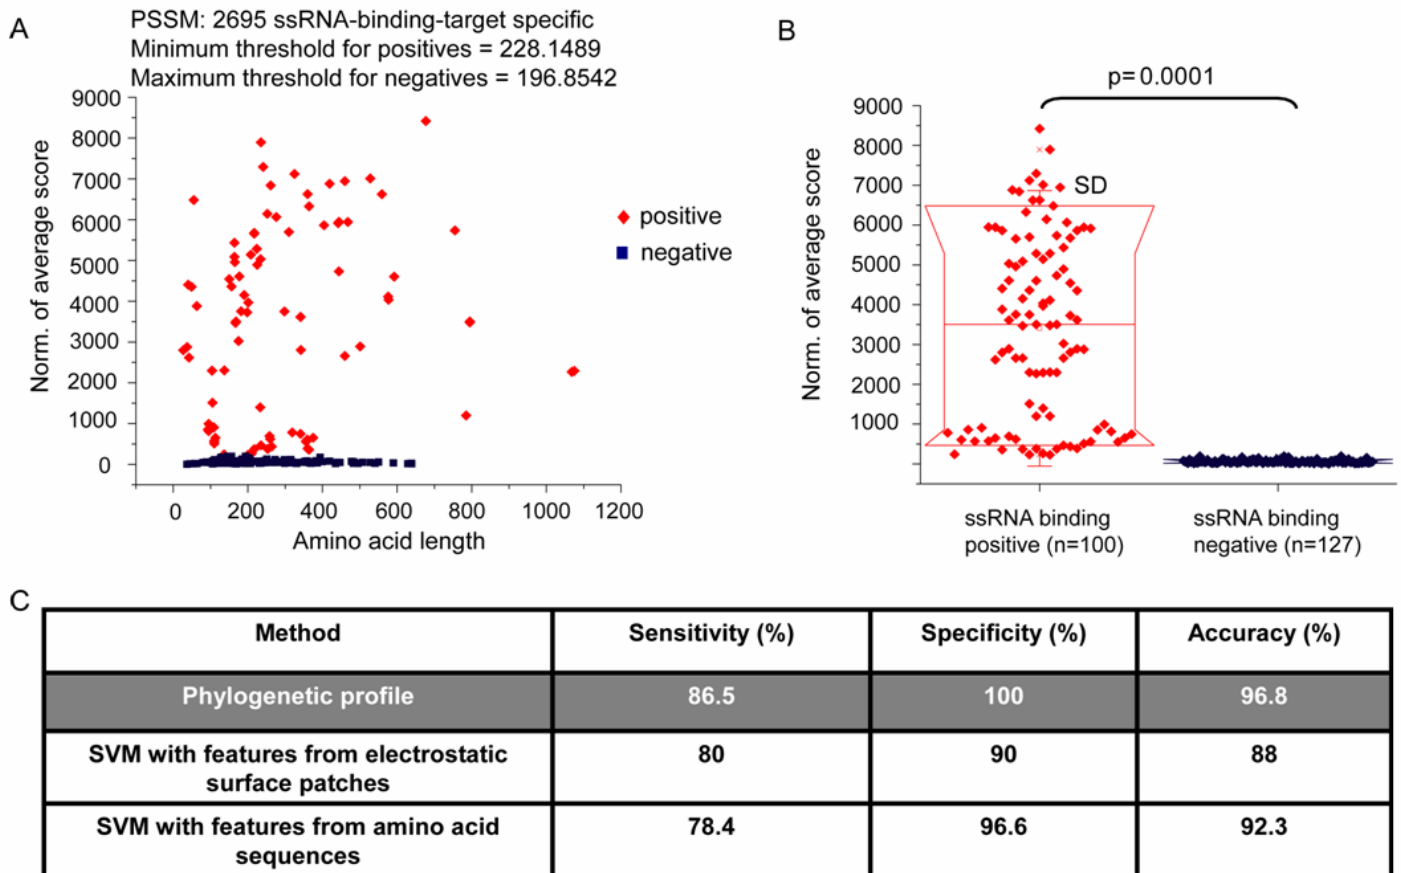 A
PSSM: 2695 ssRNA-binding-target specific
Minimum threshold for positives = 228.1489
Maximum threshold for negatives = 196.8542
Norm. of average score
9000
8000
7000
6000
5000
4000
3000
2000
1000
0
0 200 400 600 800 1000 1200
Amino acid length
positive
negative
B
p= 0.0001
Norm. of average score
9000
8000
7000
6000
5000
4000
3000
2000
1000
SD
ssRNA binding
positive (n=100)
ssRNA binding
negative (n=127)
C
Method Sensitivity (%) Specificity (%) Accuracy (%)
Phylogenetic profile 86.5 100 96.8
SVM with features from electrostatic
surface patches
80 90 88
SVM with features from amino acid
sequences
78.4 96.6 92.3